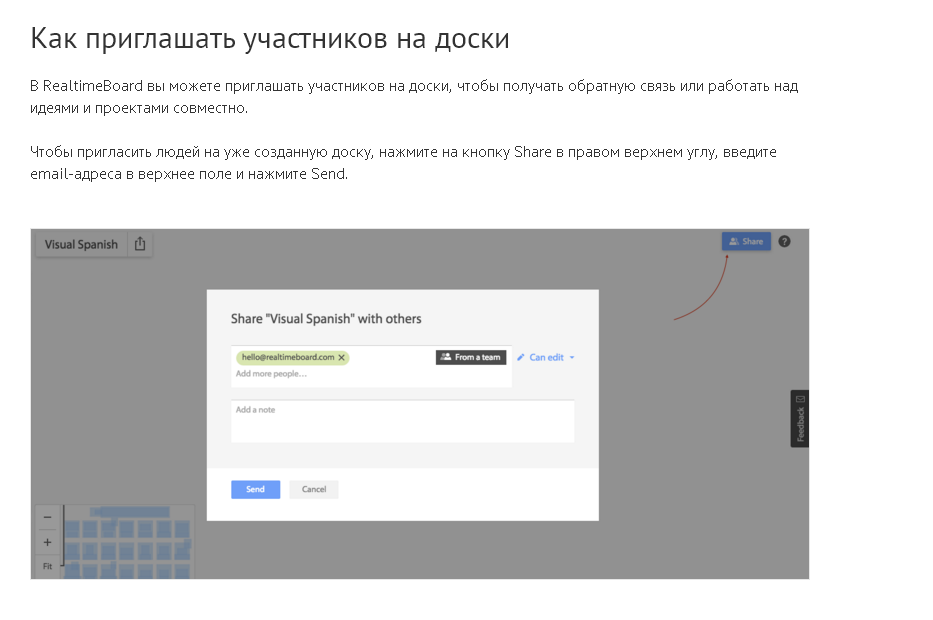 Как приглашать участников на доски
В RealtimeBoard вы можете приглашать участников на доски, чтобы получать обратную связь или работать над
идеями и проектами совместно.
Чтобы пригласить людей на уже созданную доску, нажмите на кнопку Share в правом верхнем углу, введите
email-адреса в верхнее поле и нажмите Send.
Visual Spanish
Share ?
Share "Visual Spanish" with others
hello@realtimeboard.com From a team Can edit
Add more people...
Add a note
Feedback
Send Cancel
Fit